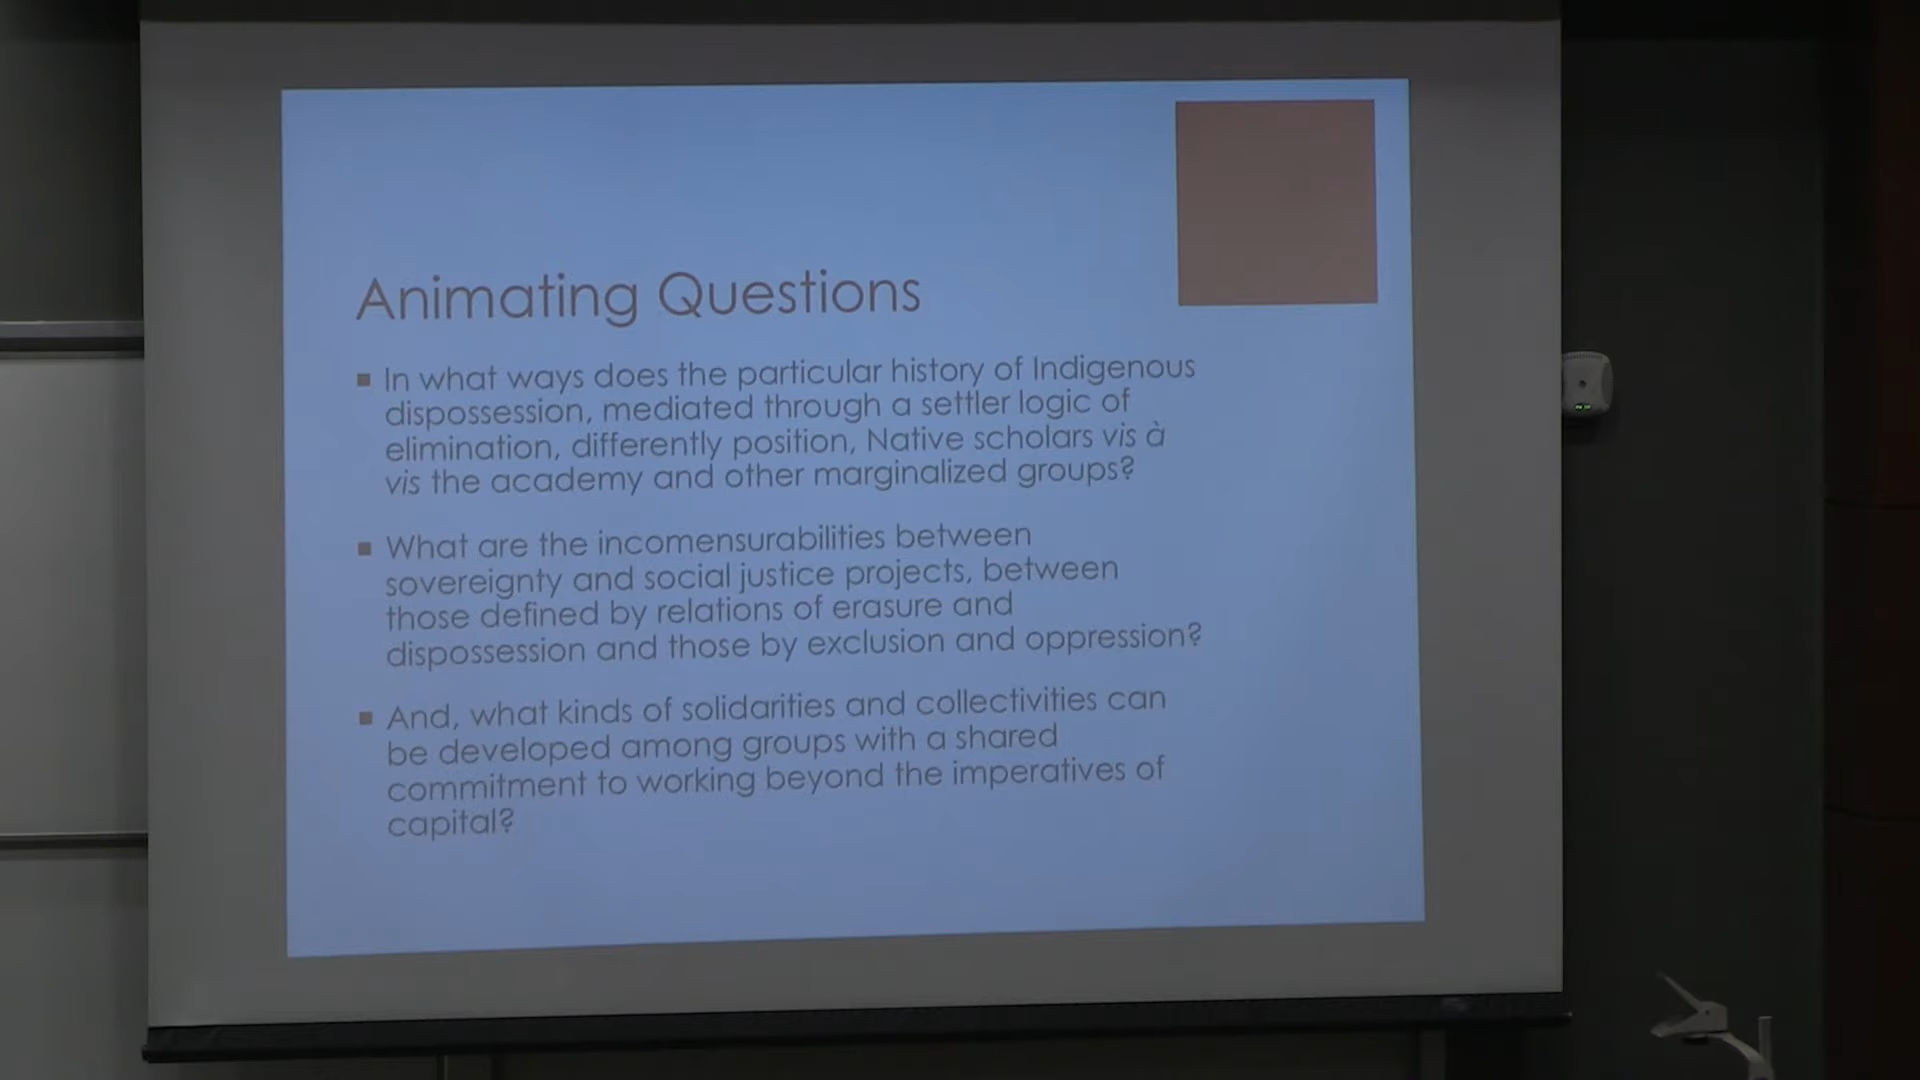 Animating Questions
▪ In what ways does the particular history of Indigenous
dispossession, mediated through a settler logic of
elimination, differently position, Native scholars vis à
vis the academy and other marginalized groups?
▪ What are the incomensurabilities between
sovereignty and social justice projects, between
those defined by relations of erasure and
dispossession and those by exclusion and oppression?
▪ And, what kinds of solidarities and collectivities can
be developed among groups with a shared
commitment to working beyond the imperatives of
capital?